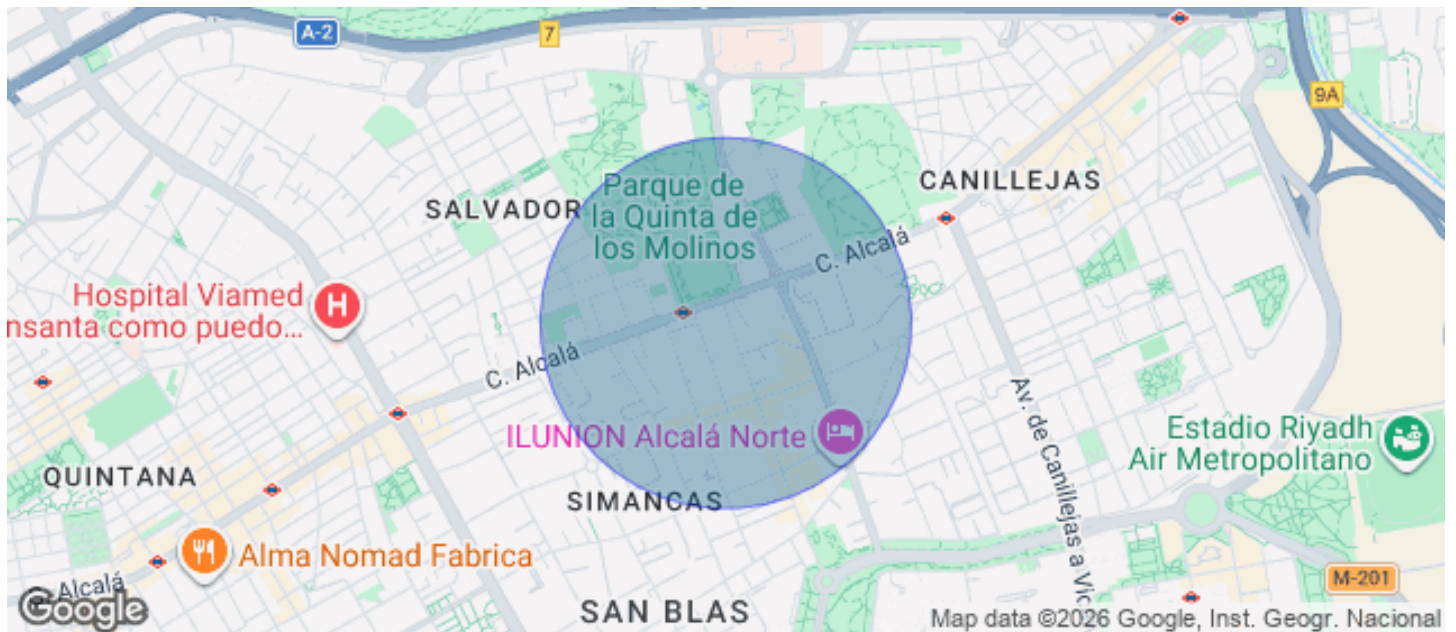 A-2
7
9A
CANILLEJAS
Parque de
la Quinta de
los Molinos
SALVADOR
C. Alcalá
Hospital Viamed
nsanta como puedo...
H
C. Alcalá
Av. de Canillejas a Vic
ILUNION Alcalá Norte
Estadio Riyadh
Air Metropolitano
QUINTANA
SIMANCAS
Alma Nomad Fabrica
M-201
Alcalá
Google
SAN BLAS
Map data ©2026 Google, Inst. Geogr. Nacional